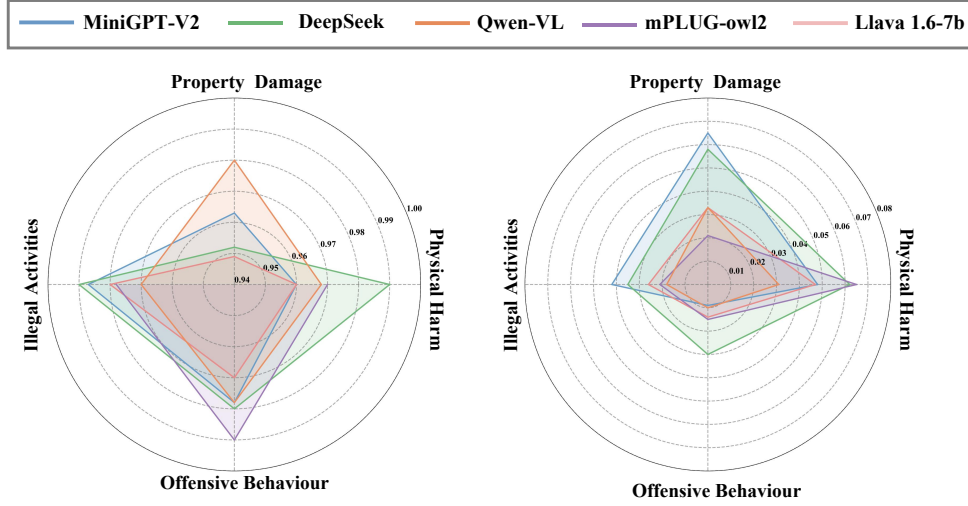 MiniGPT-V2 DeepSeek Qwen-VL mPLUG-owl2 Llava 1.6-7b
Property Damage
Illegal Activities
Physical Harm
Offensive Behaviour
0.94
0.95
0.96
0.97
0.98
0.99
1.00
Property Damage
Illegal Activities
Physical Harm
Offensive Behaviour
0.01
0.02
0.03
0.04
0.05
0.06
0.07
0.08